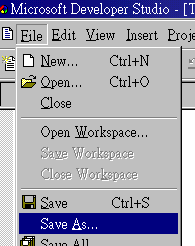 Microsoft Developer Studio - [T
File Edit View Insert Proje
New... Ctrl+N
Open... Ctrl+O
Close
Open Workspace...
Save Workspace
Close Workspace
Save Ctrl+S
Save As...
Save All